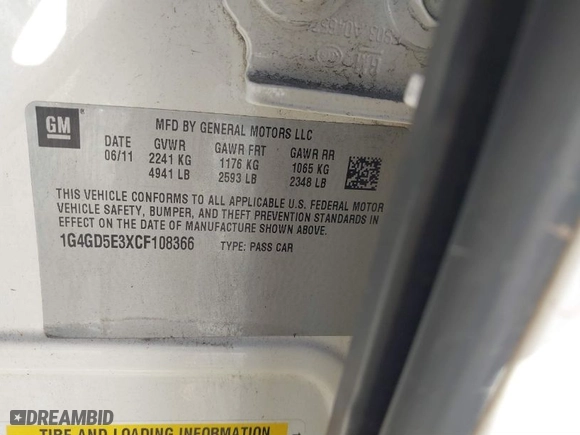 GM
MFD BY GENERAL MOTORS LLC
DATE GVWR GAWR FRT GAWR RR
06/11 2241 KG 1176 KG 1065 KG
4941 LB 2593 LB 2348 LB
THIS VEHICLE CONFORMS TO ALL APPLICABLE U.S. FEDERAL MOTOR
VEHICLE SAFETY, BUMPER, AND THEFT PREVENTION STANDARDS IN
EFFECT ON THE DATE OF MANUFACTURE SHOWN ABOVE.
1G4GD5E3XCF108366 TYPE: PASS CAR
DREAMBID
TIRE AND LOADING INFORMATION